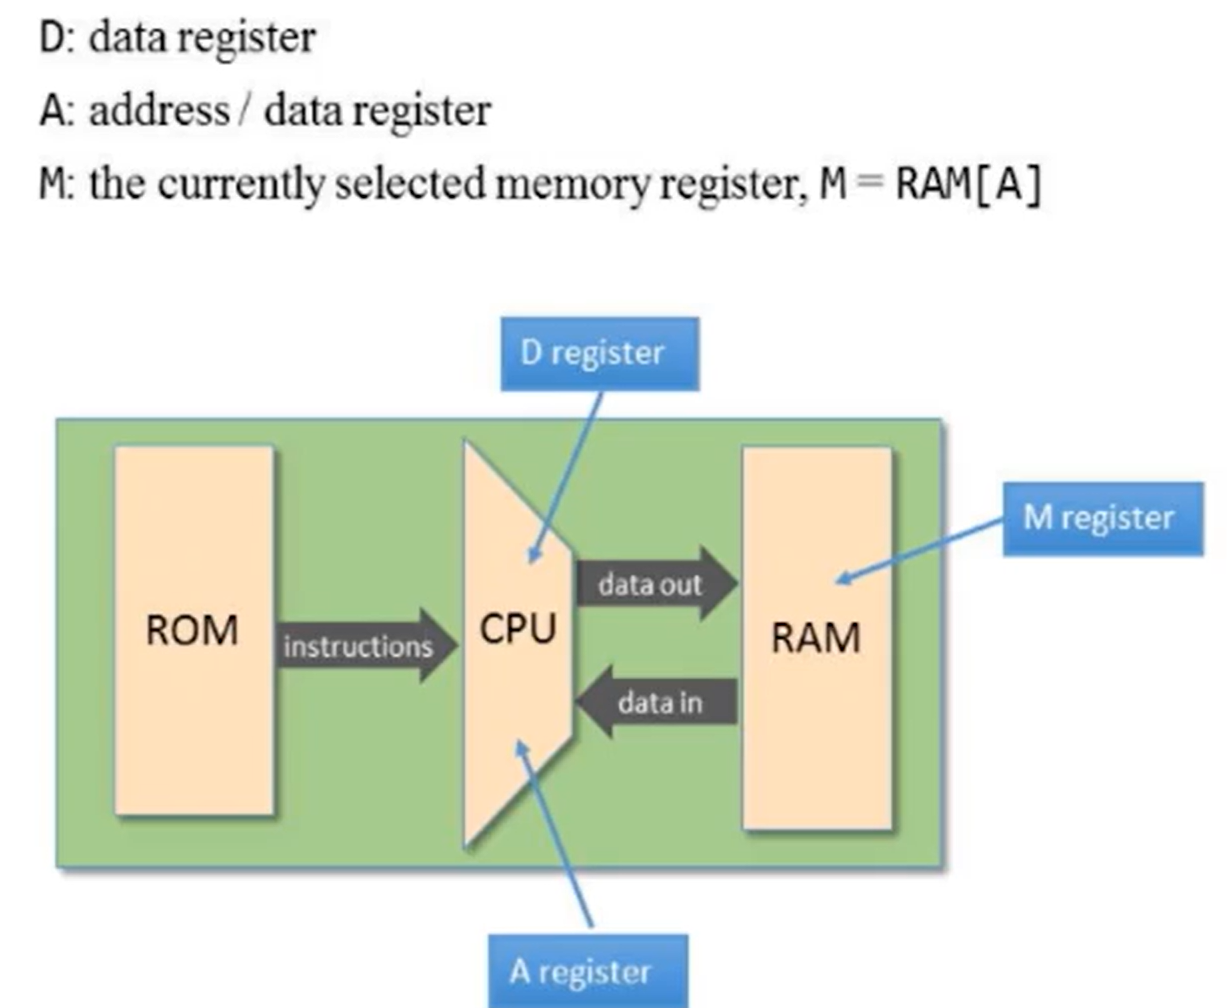 D: data register
A: address / data register
M: the currently selected memory register, M = RAM[A]
D register
M register
data out
ROM
instructions
CPU
RAM
data in
A register